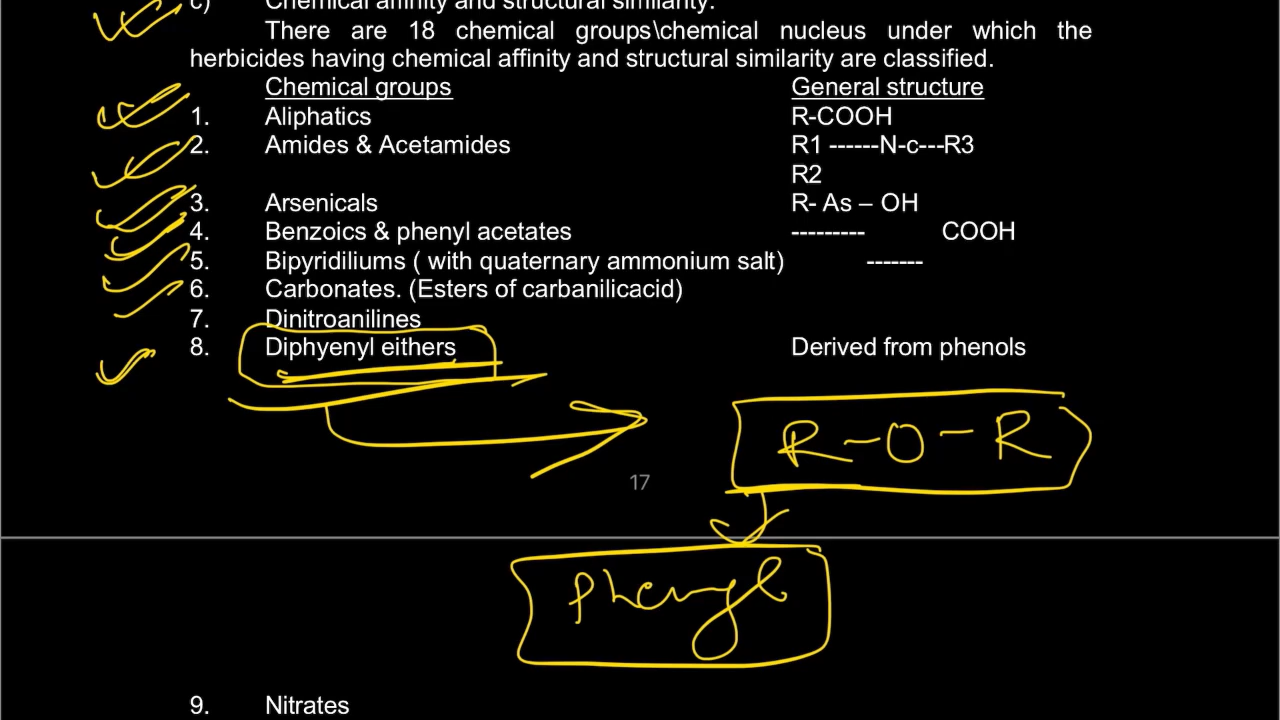 c) Chemical affinity and structural similarity.
There are 18 chemical groups\chemical nucleus under which the
herbicides having chemical affinity and structural similarity are classified.
Chemical groups General structure
1. Aliphatics R-COOH
2. Amides & Acetamides R1 ------N-c---R3
R2
3. Arsenicals R- As – OH
4. Benzoics & phenyl acetates --------- COOH
5. Bipyridiliums ( with quaternary ammonium salt) -------
6. Carbonates. (Esters of carbanilicacid)
7. Dinitroanilines
8. Diphyenyl eithers Derived from phenols
R-O-R
17
Phenyl
9. Nitrates